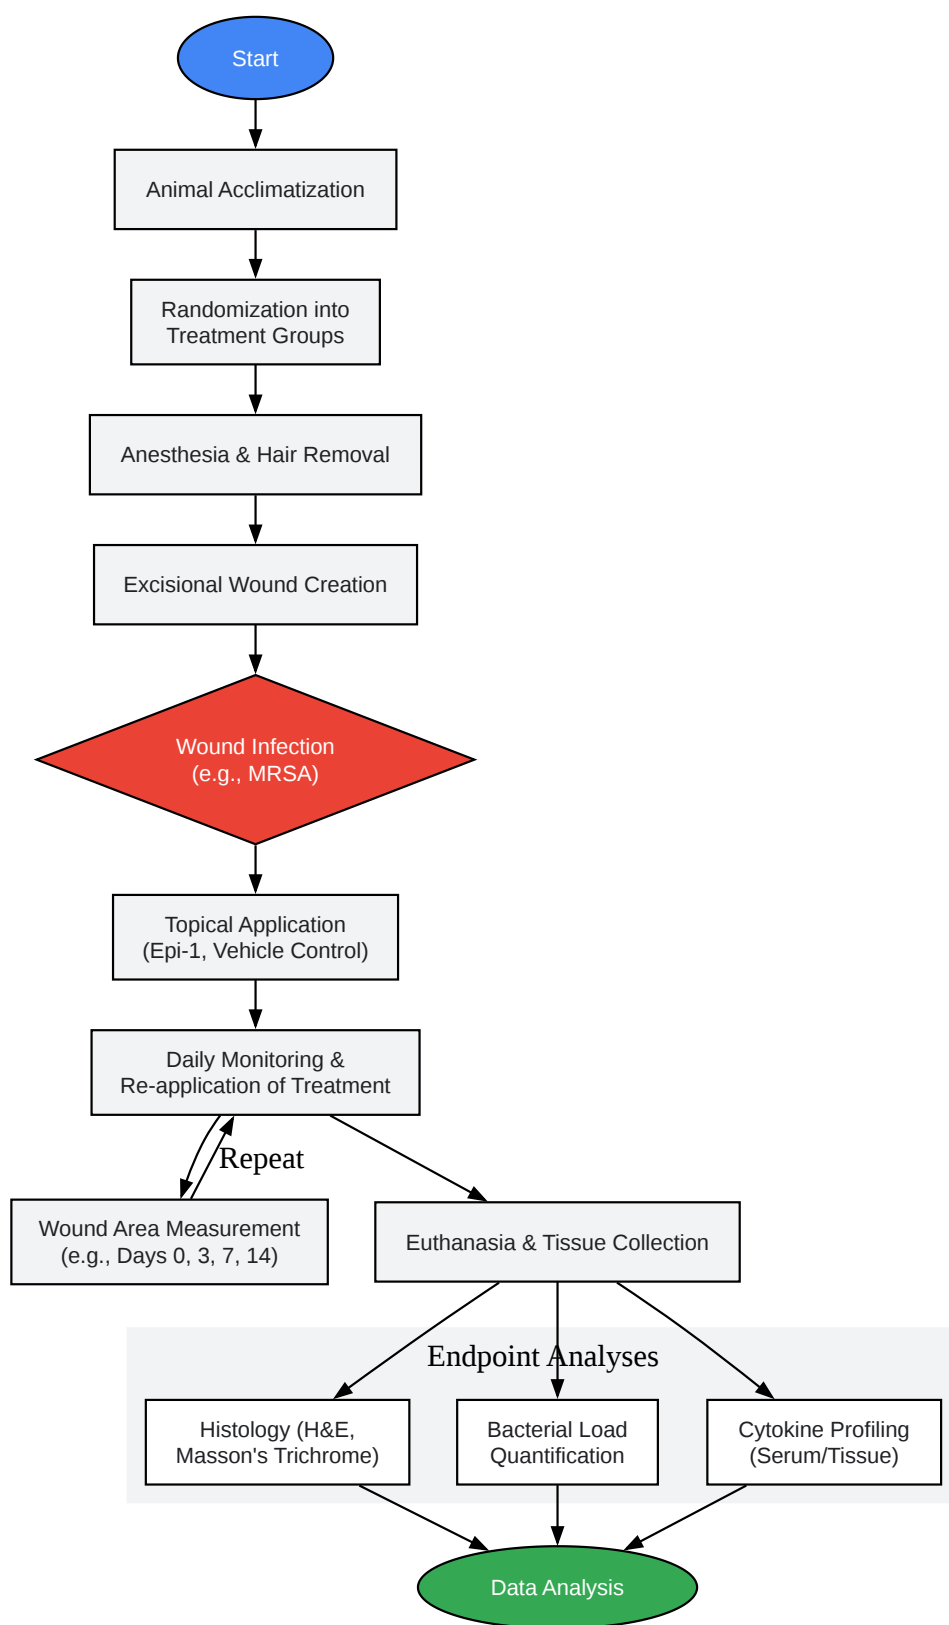 Start
Animal Acclimatization
Randomization into
Treatment Groups
Anesthesia & Hair Removal
Excisional Wound Creation
Wound Infection
(e.g., MRSA)
Topical Application
(Epi-1, Vehicle Control)
Daily Monitoring &
Re-application of Treatment
Repeat
Wound Area Measurement
(e.g., Days 0, 3, 7, 14)
Euthanasia & Tissue Collection
Endpoint Analyses
Histology (H&E,
Masson's Trichrome)
Bacterial Load
Quantification
Cytokine Profiling
(Serum/Tissue)
Data Analysis